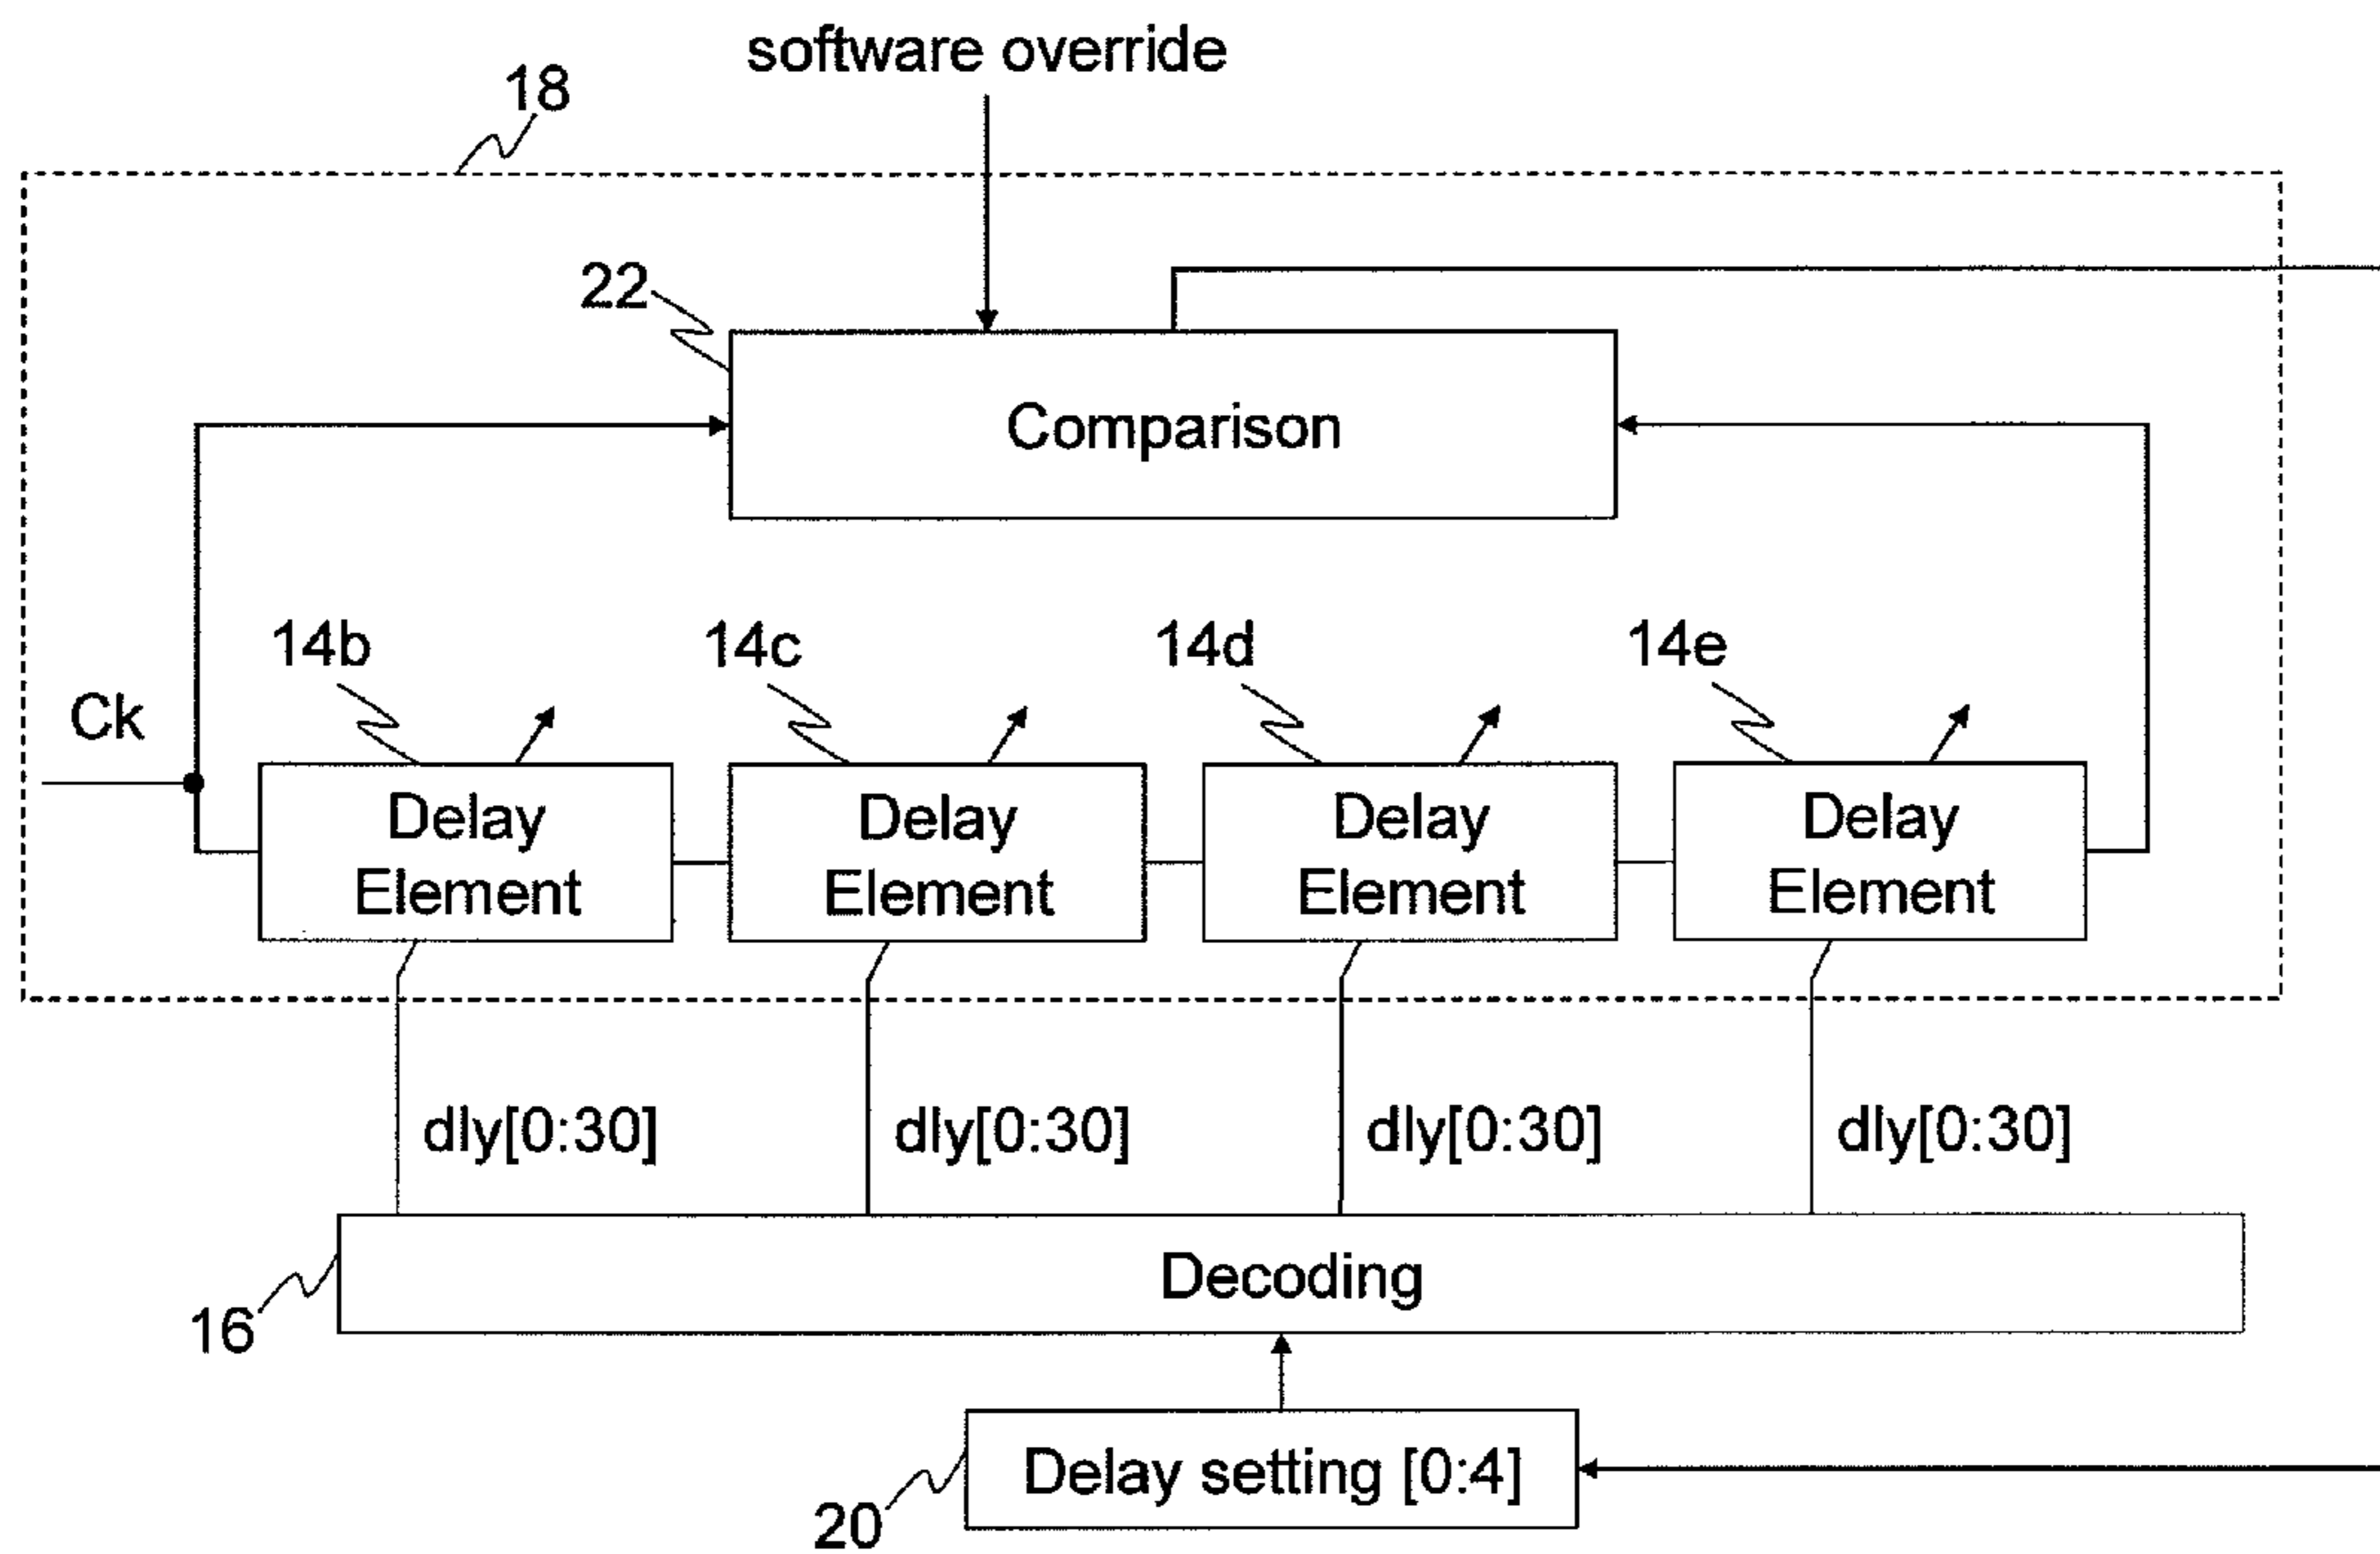 software override
18
22
Comparison
14b
14c
14d
14e
Ck
Delay
Element
Delay
Element
Delay
Element
Delay
Element
dly[0:30]
dly[0:30]
dly[0:30]
dly[0:30]
Decoding
16
Delay setting [0:4]
20